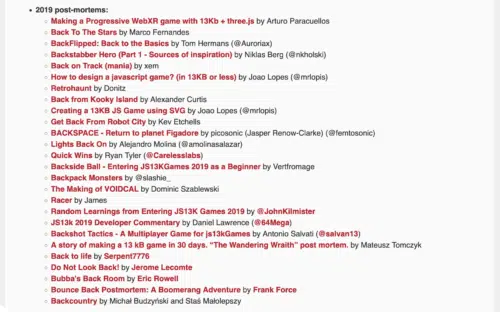 2019 post-mortems:
Making a Progressive WebXR game with 13Kb + three.js by Arturo Paracuellos
Back To The Stars by Marco Fernandes
BackFlipped: Back to the Basics by Tom Hermans (@Auroriax)
Backstabber Hero (Part 1 - Sources of inspiration) by Niklas Berg (@nkholski)
Back on Track (mania) by xem
How to design a javascript game? (in 13KB or less) by Joao Lopes (@mrlopis)
Retrohaunt by Donitz
Back from Kooky Island by Alexander Curtis
Creating a 13KB JS Game using SVG by Joao Lopes (@mrlopis)
Get Back From Robot City by Kev Etchells
BACKSPACE - Return to planet Figadore by picosonic (Jasper Renow-Clarke) (@femtosonic)
Lights Back On by Alejandro Molina (@amolinasalazar)
Quick Wins by Ryan Tyler (@Carelesslabs)
Backside Ball - Entering JS13KGames 2019 as a Beginner by Vertfromage
Backpack Monsters by @slashie_
The Making of VOIDCAL by Dominic Szablewski
Racer by James
Random Learnings from Entering JS13K Games 2019 by @JohnKilmister
JS13k 2019 Developer Commentary by Daniel Lawrence (@64Mega)
Backshot Tactics - A Multiplayer Game for js13kGames by Antonio Salvati (@salvan13)
A story of making a 13 kB game in 30 days. “The Wandering Wraith” post mortem. by Mateusz Tomczyk
Back to life by Serpent7776
Do Not Look Back! by Jerome Lecomte
Bubba's Back Room by Eric Rowell
Bounce Back Postmortem: A Boomerang Adventure by Frank Force
Backcountry by Michał Budzyński and Staś Małolepszy